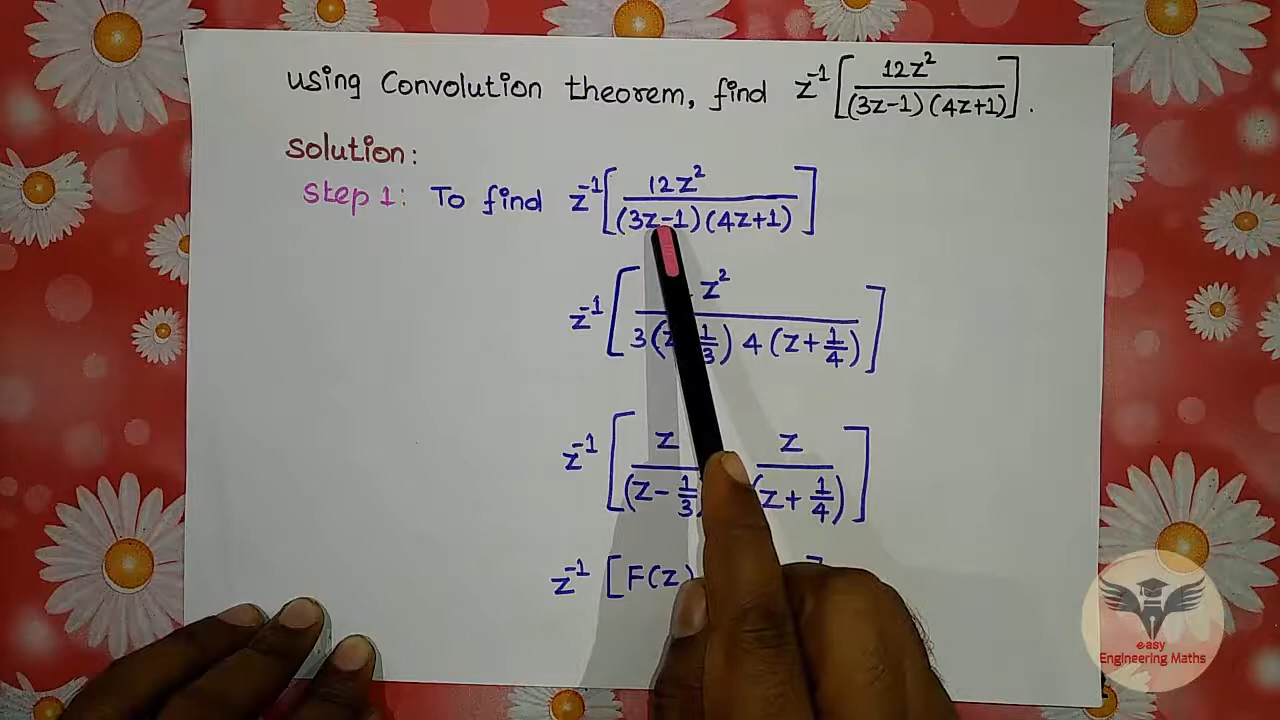 using Convolution theorem, find z⁻¹[12z²/(3z-1)(4z+1)].
Solution:
Step 1: To find z⁻¹[12z²/(3z-1)(4z+1)]
z⁻¹[z²/3(z 1/3) 4(z+1/4)]
z⁻¹[z/(z-1/3) z/(z+1/4)]
z⁻¹[F(z) ]
easy
Engineering Maths